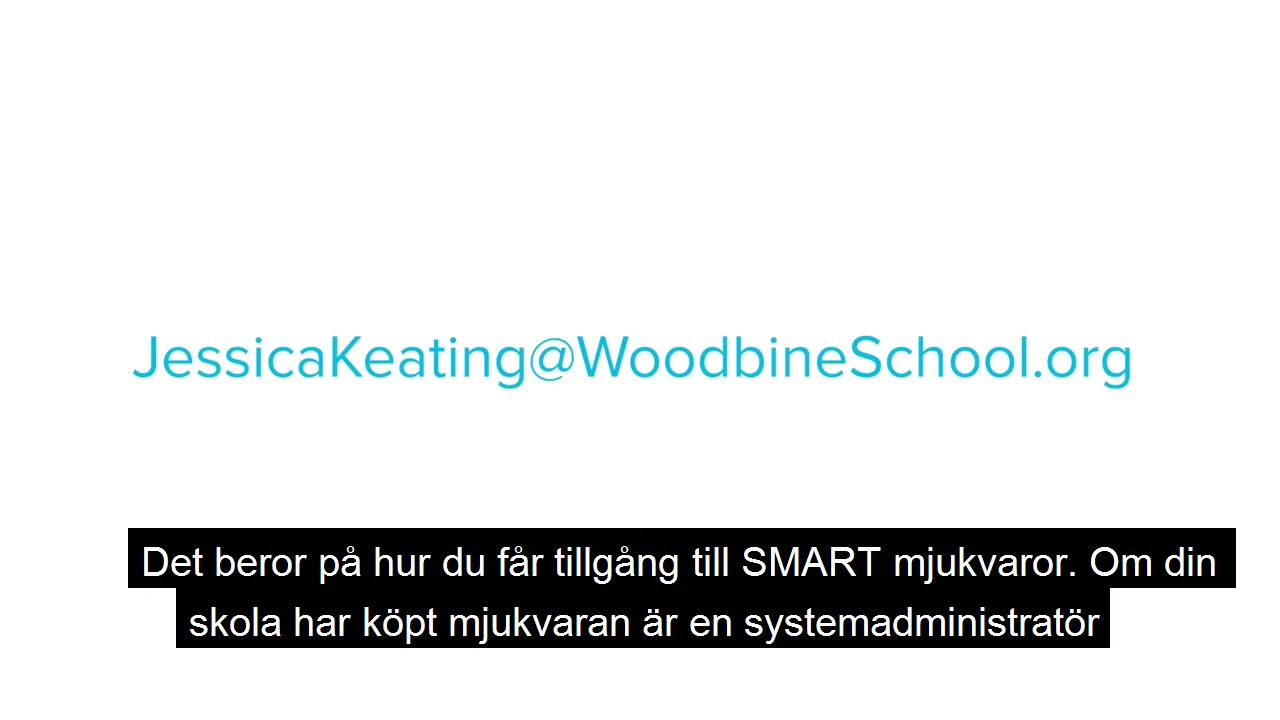 JessicaKeating@WoodbineSchool.org
Det beror på hur du får tillgång till SMART mjukvaror. Om din
skola har köpt mjukvaran är en systemadministratör